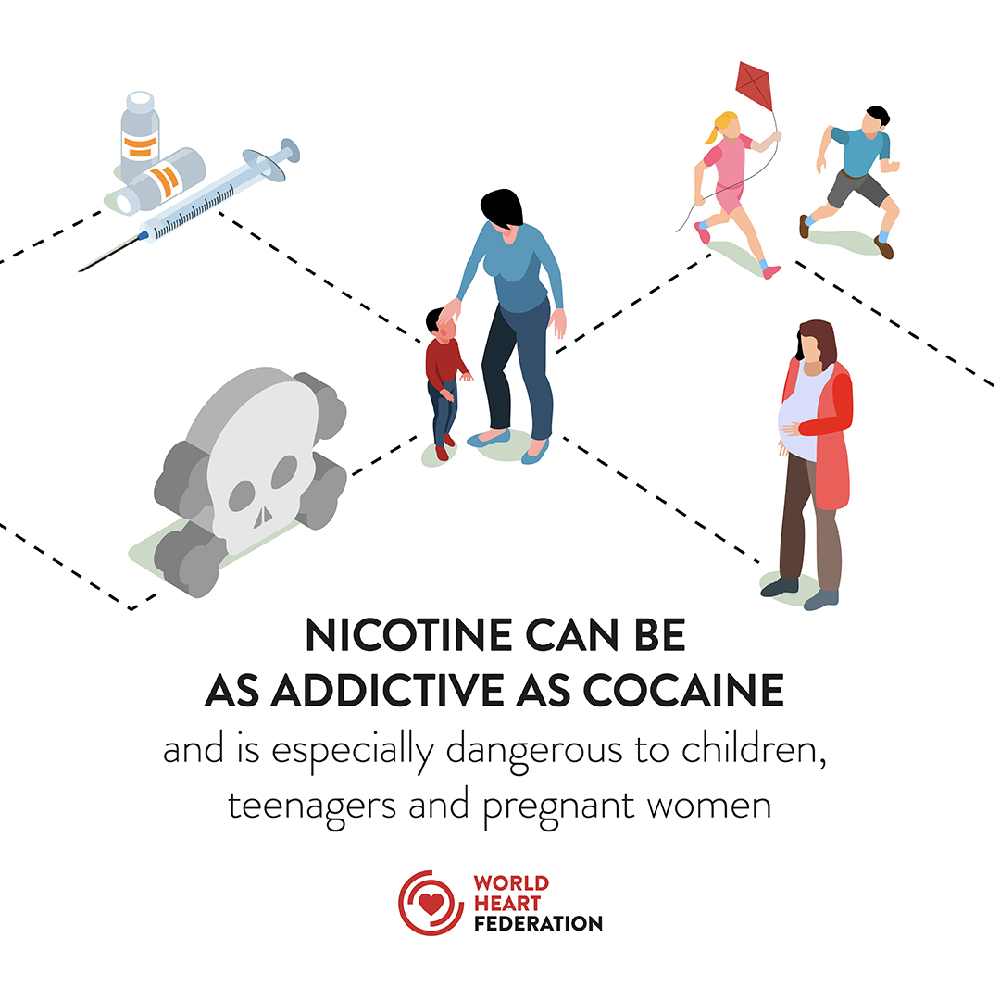 NICOTINE CAN BE
AS ADDICTIVE AS COCAINE
and is especially dangerous to children,
teenagers and pregnant women
WORLD
HEART
FEDERATION